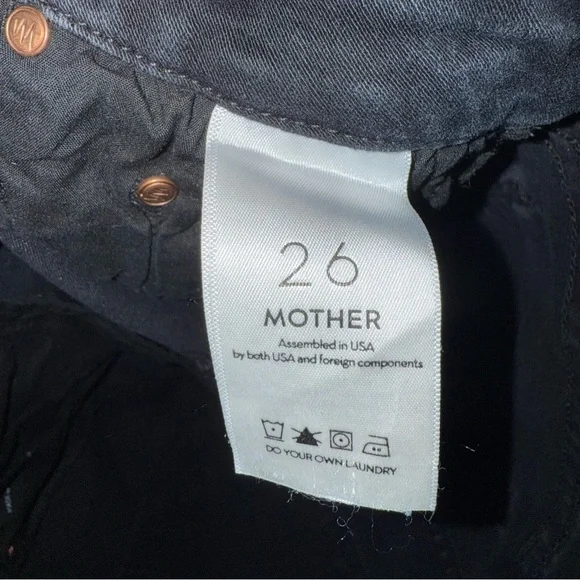 26
MOTHER
Assembled in USA
by both USA and foreign components
DO YOUR OWN LAUNDRY